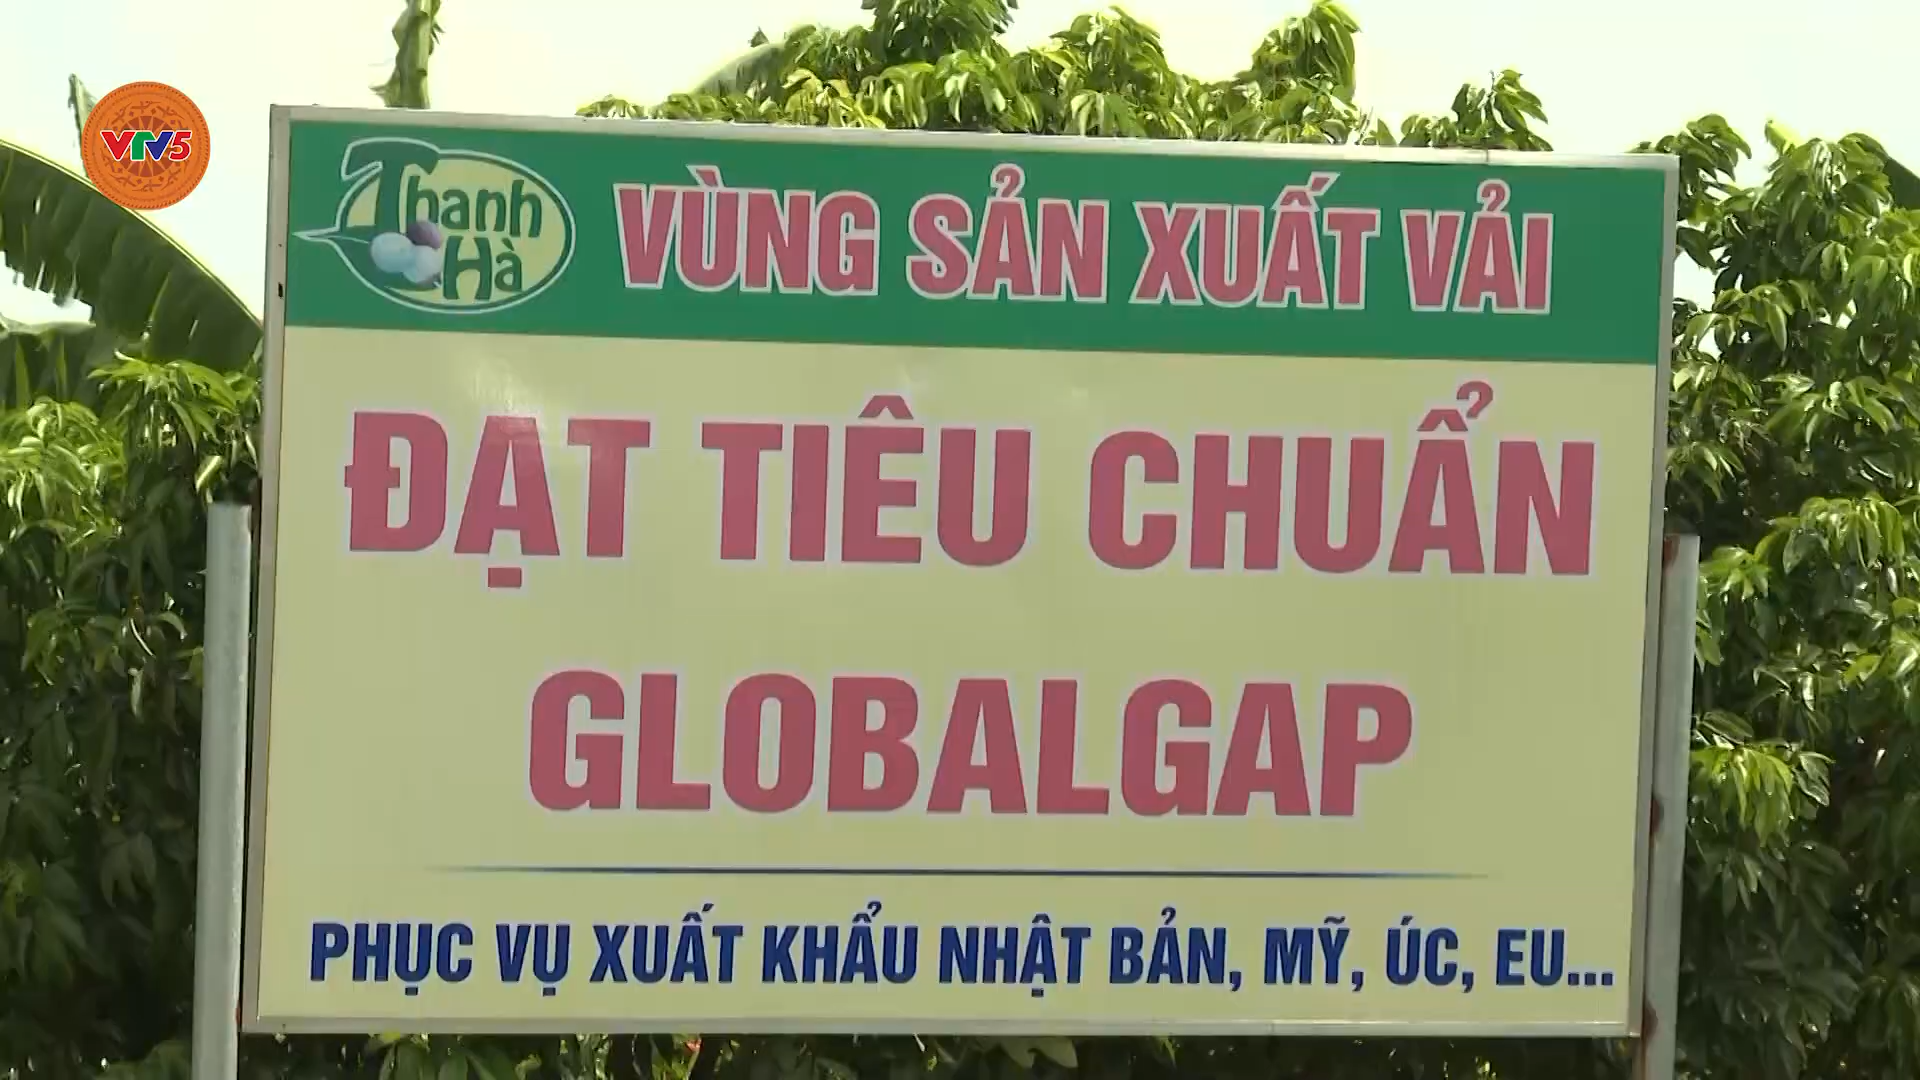 VTV5
Thanh
Hà
VÙNG SẢN XUẤT VẢI
ĐẠT TIÊU CHUẨN
GLOBALGAP
PHỤC VỤ XUẤT KHẨU NHẬT BẢN, MỸ, ÚC, EU...